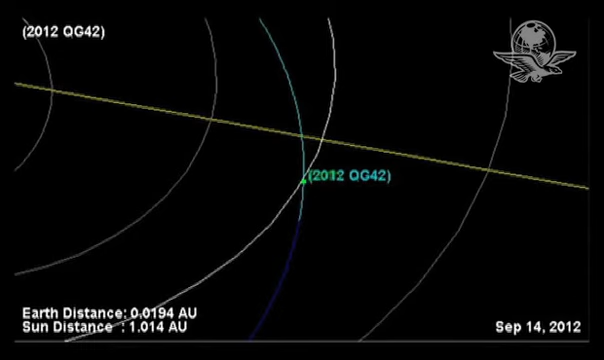 (2012 QG42)
(2012 QG42)
Earth Distance: 0.0194 AU
Sun Distance : 1.014 AU
Sep 14, 2012